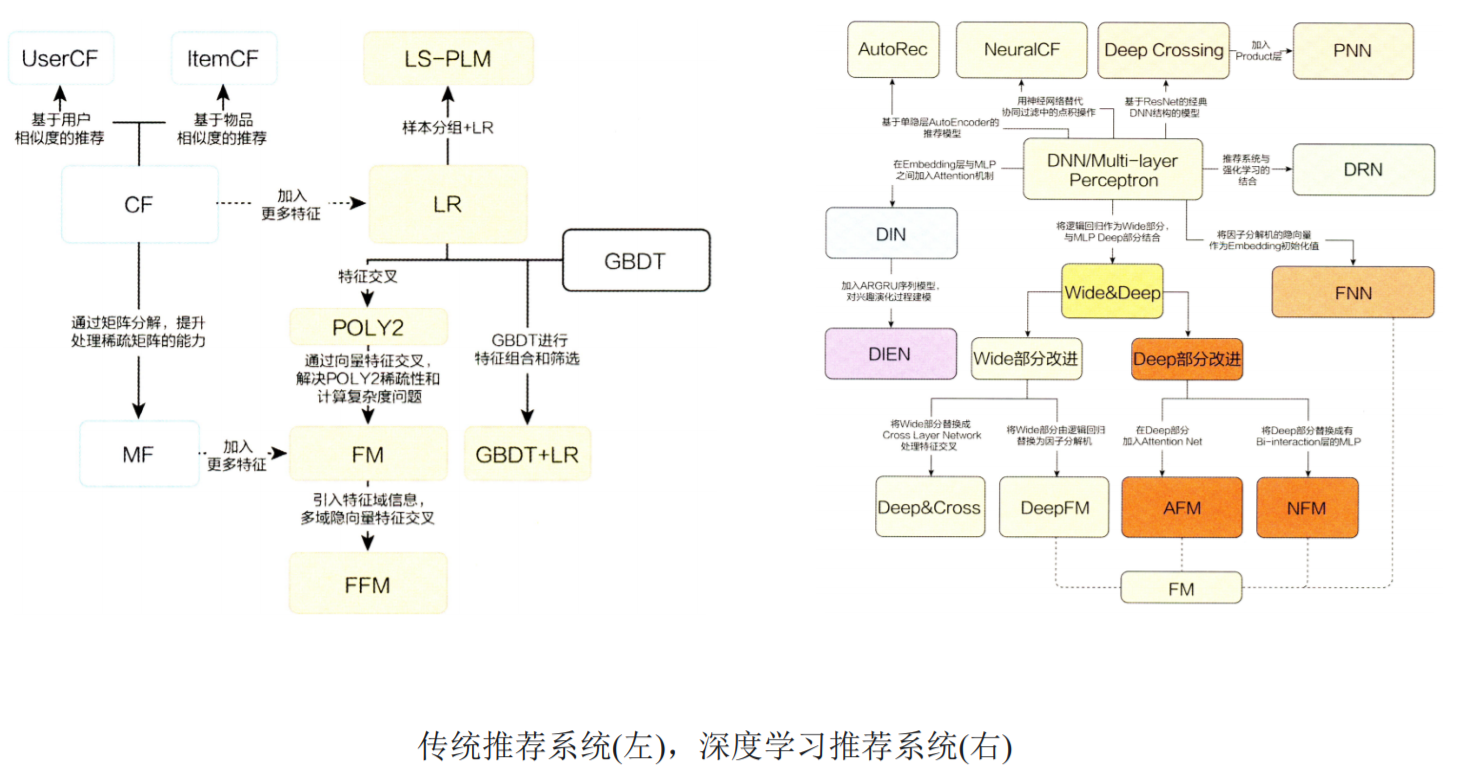 UserCF
ItemCF
LS-PLM
基于用户
相似度的推荐
基于物品
相似度的推荐
样本分组+LR
CF
加入
更多特征
LR
GBDT
特征交叉
POLY2
通过矩阵分解，提升
处理稀疏矩阵的能力
通过向量特征交叉，
解决POLY2稀疏性和
计算复杂度问题
GBDT进行
特征组合和筛选
MF
加入
更多特征
FM
GBDT+LR
引入特征域信息，
多域隐向量特征交叉
FFM
AutoRec
NeuralCF
Deep Crossing
加入
Product层
PNN
用神经网络替代
协同过滤中的点积操作
基于ResNet的经典
DNN结构的模型
基于单隐层AutoEncoder的
推荐模型
在Embedding层与MLP
之间加入Attention机制
DNN/Multi-layer
Perceptron
推荐系统与
强化学习的
结合
DRN
DIN
将逻辑回归作为Wide部分，
与MLP Deep部分结合
将因子分解机的隐向量
作为Embedding初始化值
加入ARGRU序列模型，
对兴趣演化过程建模
Wide&Deep
FNN
DIEN
Wide部分改进
Deep部分改进
将Wide部分替换成
Cross Layer Network
处理特征交叉
将Wide部分由逻辑回归
替换为因子分解机
在Deep部分
加入Attention Net
将Deep部分替换成有
Bi-interaction层的MLP
Deep&Cross
DeepFM
AFM
NFM
FM
传统推荐系统(左)，深度学习推荐系统(右)